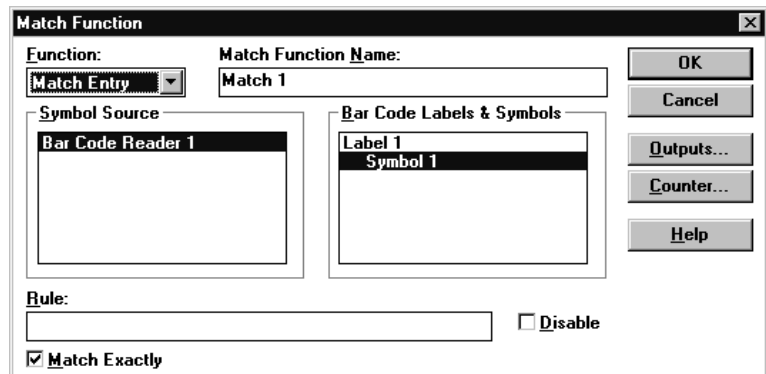 Match Function
Function:
Match Entry
Match Function Name:
Match 1
OK
Cancel
Symbol Source
Bar Code Reader 1
Bar Code Labels & Symbols
Label 1
Symbol 1
Outputs...
Counter...
Help
Rule:
Disable
Match Exactly